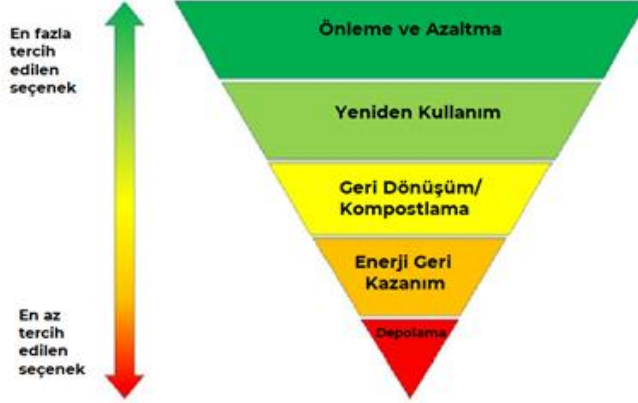 En fazla
tercih
edilen
seçenek
Önleme ve Azaltma
Yeniden Kullanım
Geri Dönüşüm/
Kompostlama
Enerji Geri
Kazanım
Depolama
En az
tercih
edilen
seçenek